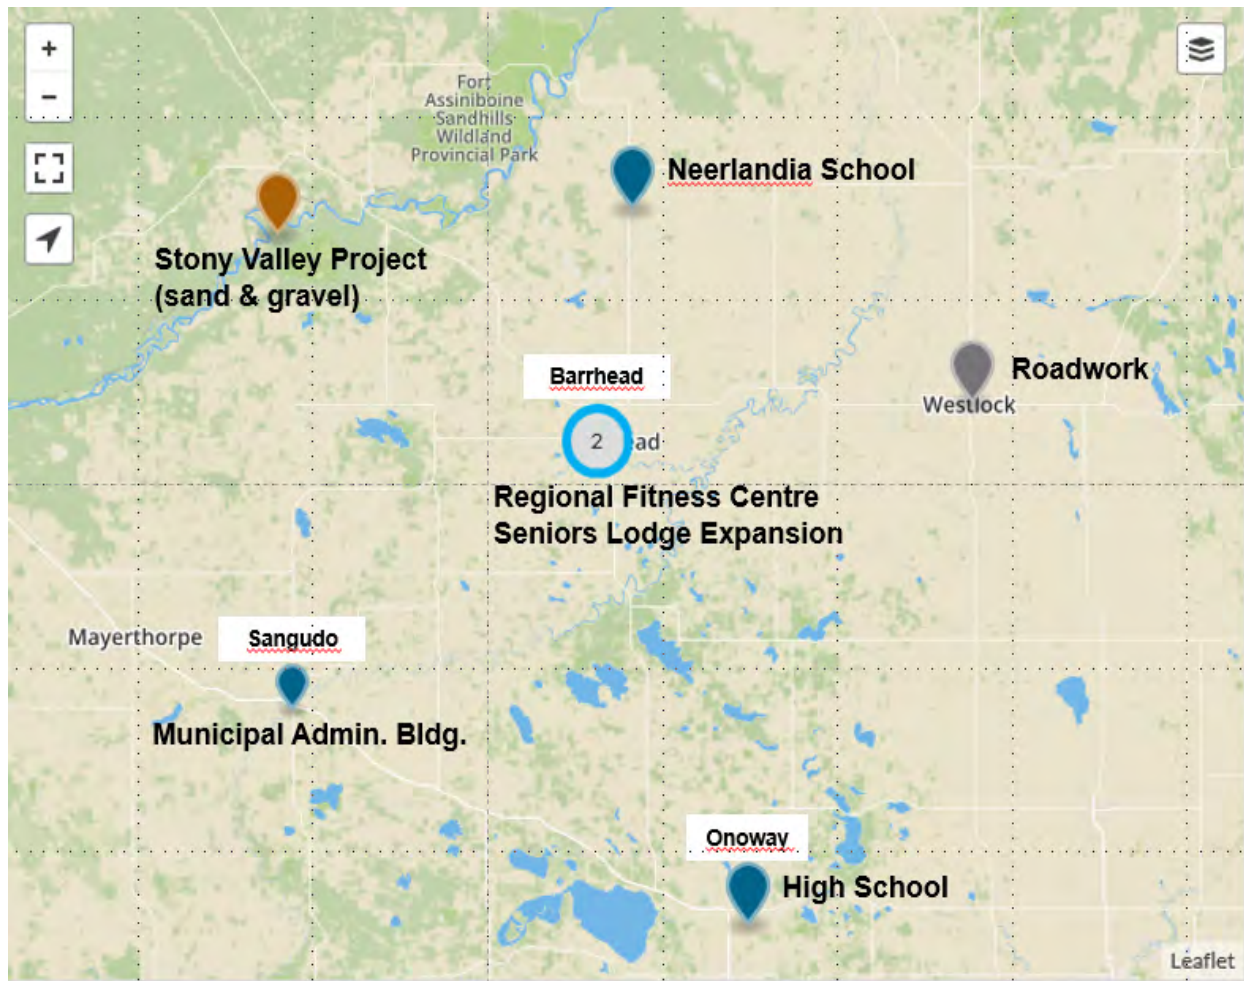 +
−
Fort
Assiniboine
Sandhills
Wildland
Provincial Park
Neerlandia School
Stony Valley Project
(sand & gravel)
Barrhead
Roadwork
Westlock
2
ead
Regional Fitness Centre
Seniors Lodge Expansion
Mayerthorpe
Sangudo
Municipal Admin. Bldg.
Onoway
High School
Leaflet